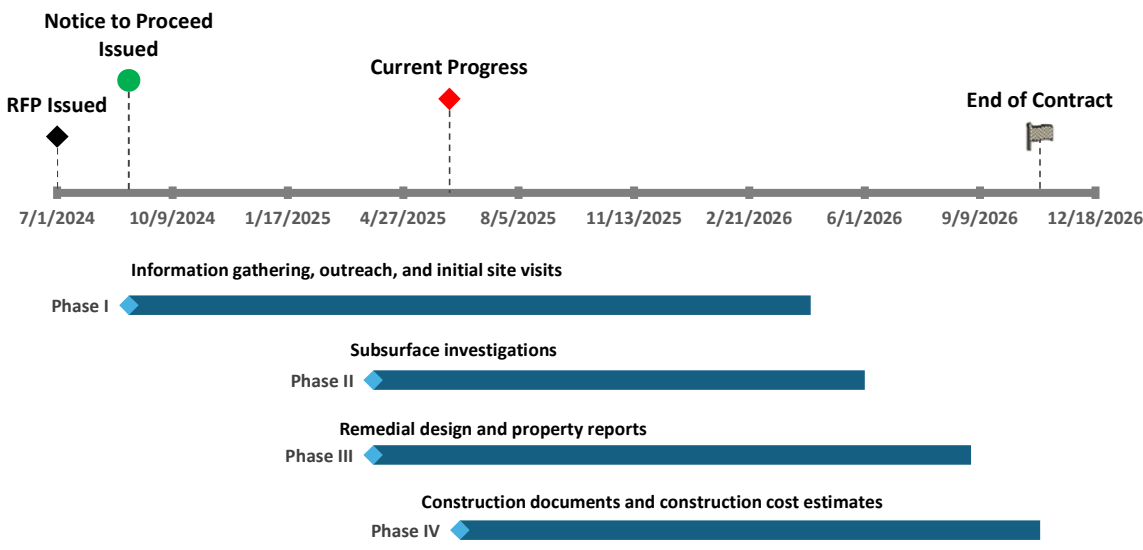 Notice to Proceed
Issued
Current Progress
RFP Issued
End of Contract
7/1/2024 10/9/2024 1/17/2025 4/27/2025 8/5/2025 11/13/2025 2/21/2026 6/1/2026 9/9/2026 12/18/2026
Information gathering, outreach, and initial site visits
Phase I
Subsurface investigations
Phase II
Remedial design and property reports
Phase III
Construction documents and construction cost estimates
Phase IV